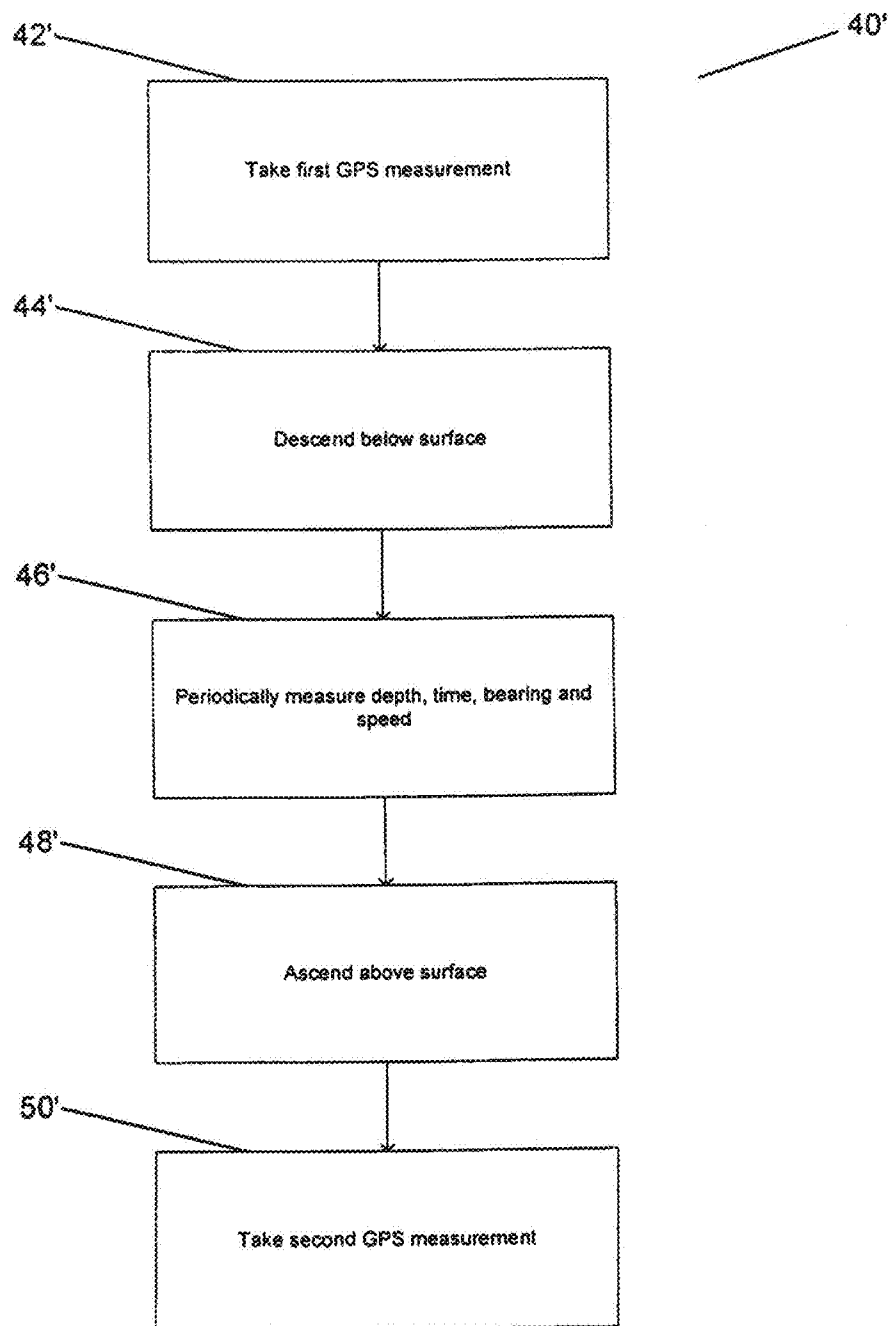 42'
40'
Take first GPS measurement
44'
Descend below surface
46'
Periodically measure depth, time, bearing and
speed
48'
Ascend above surface
50'
Take second GPS measurement